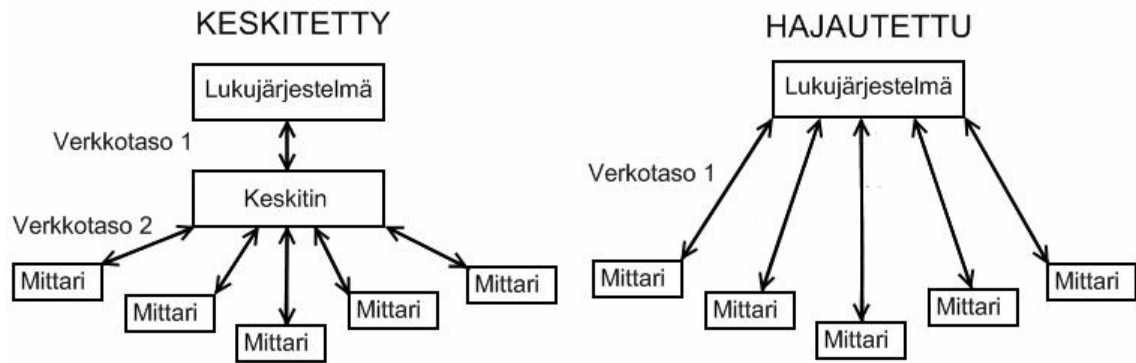 KESKITETTY
Lukujärjestelmä
Verkkotaso 1
Keskitin
Verkkotaso 2
Mittari
Mittari
Mittari
Mittari
Mittari
HAJAUTETTU
Lukujärjestelmä
Verkotaso 1
Mittari
Mittari
Mittari
Mittari
Mittari